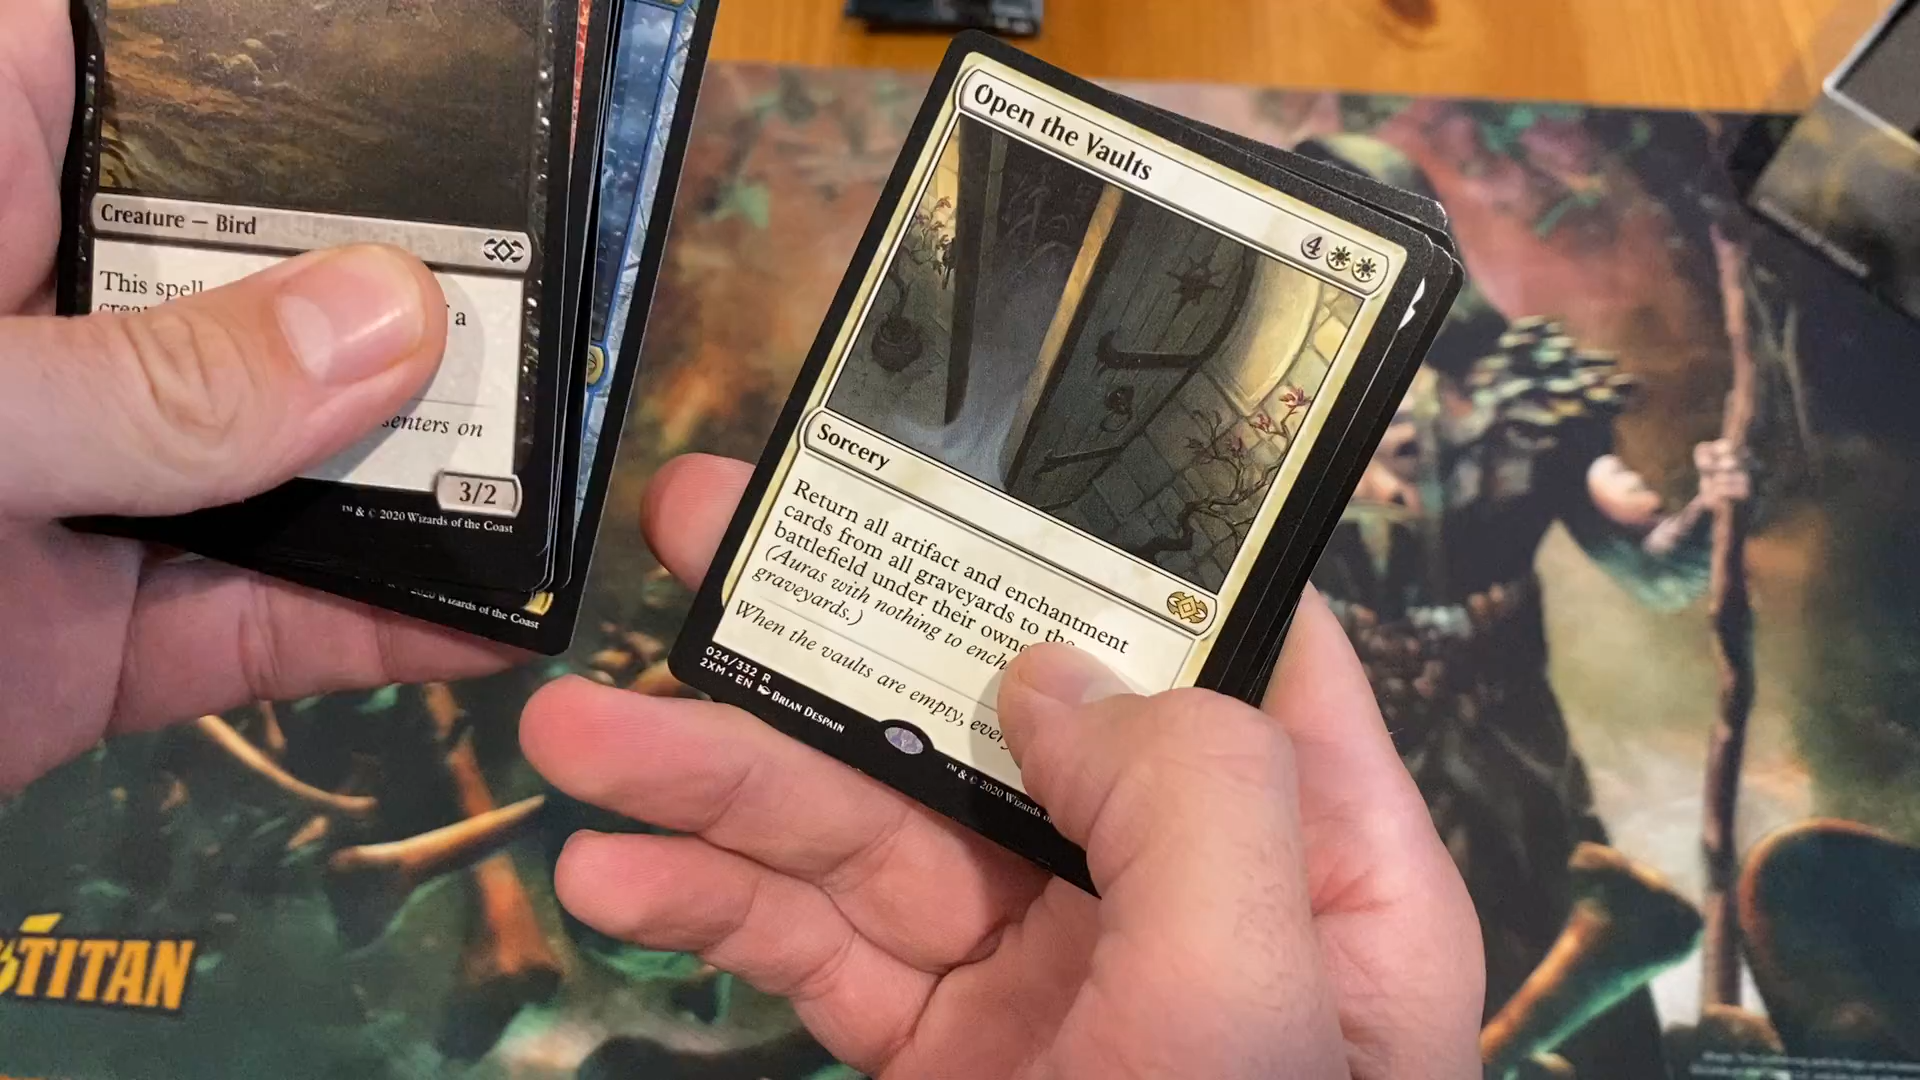 Creature — Bird
This spell
a
senters on
3/2
™ & © 2020 Wizards of the Coast
2020 Wizards of the Coast
Open the Vaults
4
Sorcery
Return all artifact and enchantment
cards from all graveyards to the
battlefield under their owne
(Auras with nothing to ench
graveyards.)
When the vaults are empty, every
024/332 R
2XM • EN BRIAN DESPAIN
™ & © 2020 Wizards o
TITAN